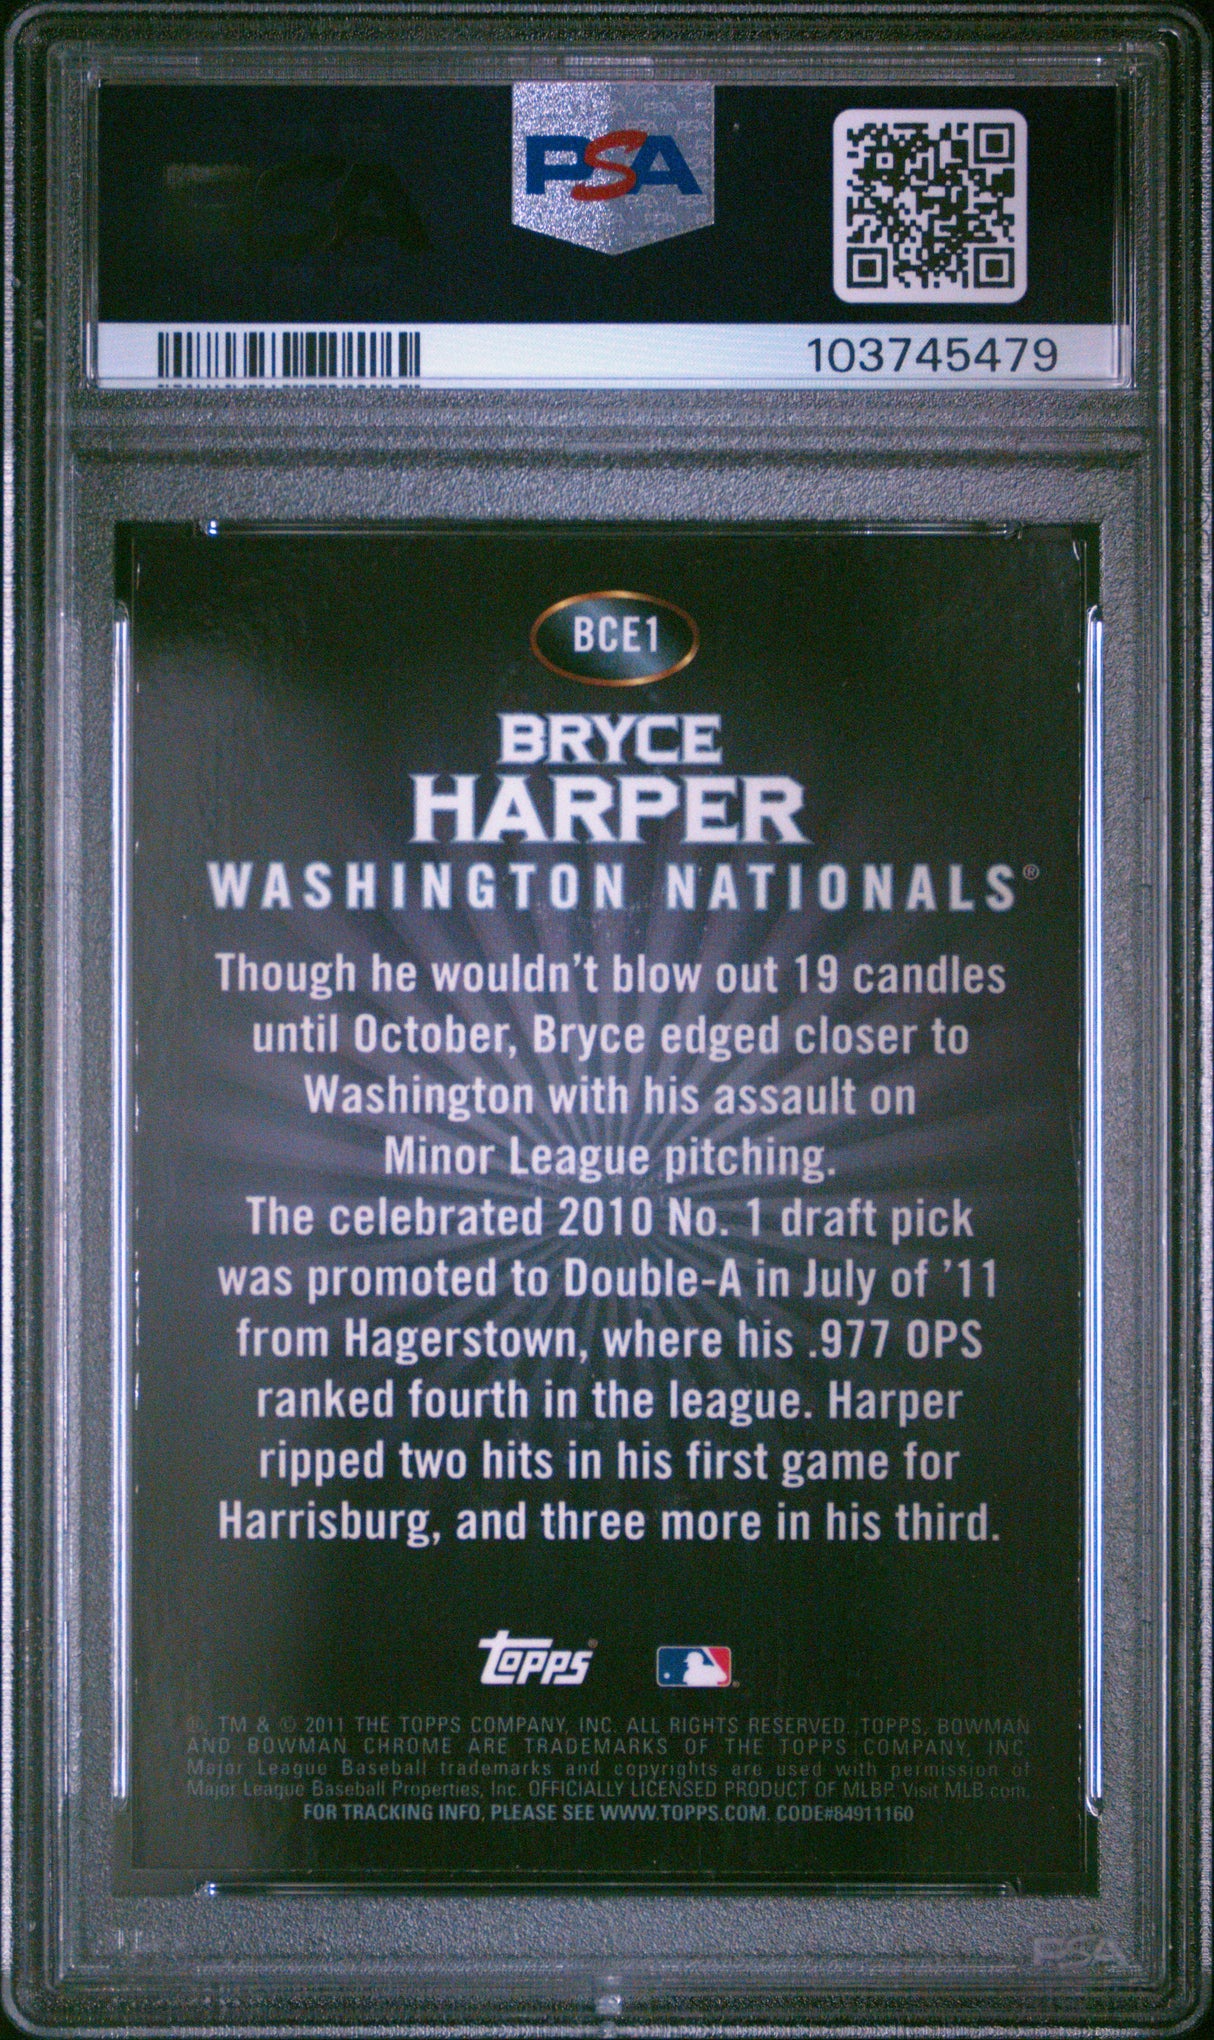 PSA
103745479
BCE1
BRYCE
HARPER
WASHINGTON NATIONALS®
Though he wouldn't blow out 19 candles
until October, Bryce edged closer to
Washington with his assault on
Minor League pitching.
The celebrated 2010 No. 1 draft pick
was promoted to Double-A in July of '11
from Hagerstown, where his .977 OPS
ranked fourth in the league. Harper
ripped two hits in his first game for
Harrisburg, and three more in his third.
TOPPS
®, TM & © 2011 THE TOPPS COMPANY, INC. ALL RIGHTS RESERVED. TOPPS, BOWMAN
AND BOWMAN CHROME ARE TRADEMARKS OF THE TOPPS COMPANY, INC.
Major League Baseball trademarks and copyrights are used with permission of
Major League Baseball Properties, Inc. OFFICIALLY LICENSED PRODUCT OF MLBP. Visit MLB.com.
FOR TRACKING INFO, PLEASE SEE WWW.TOPPS.COM. CODE#84911160
PSA